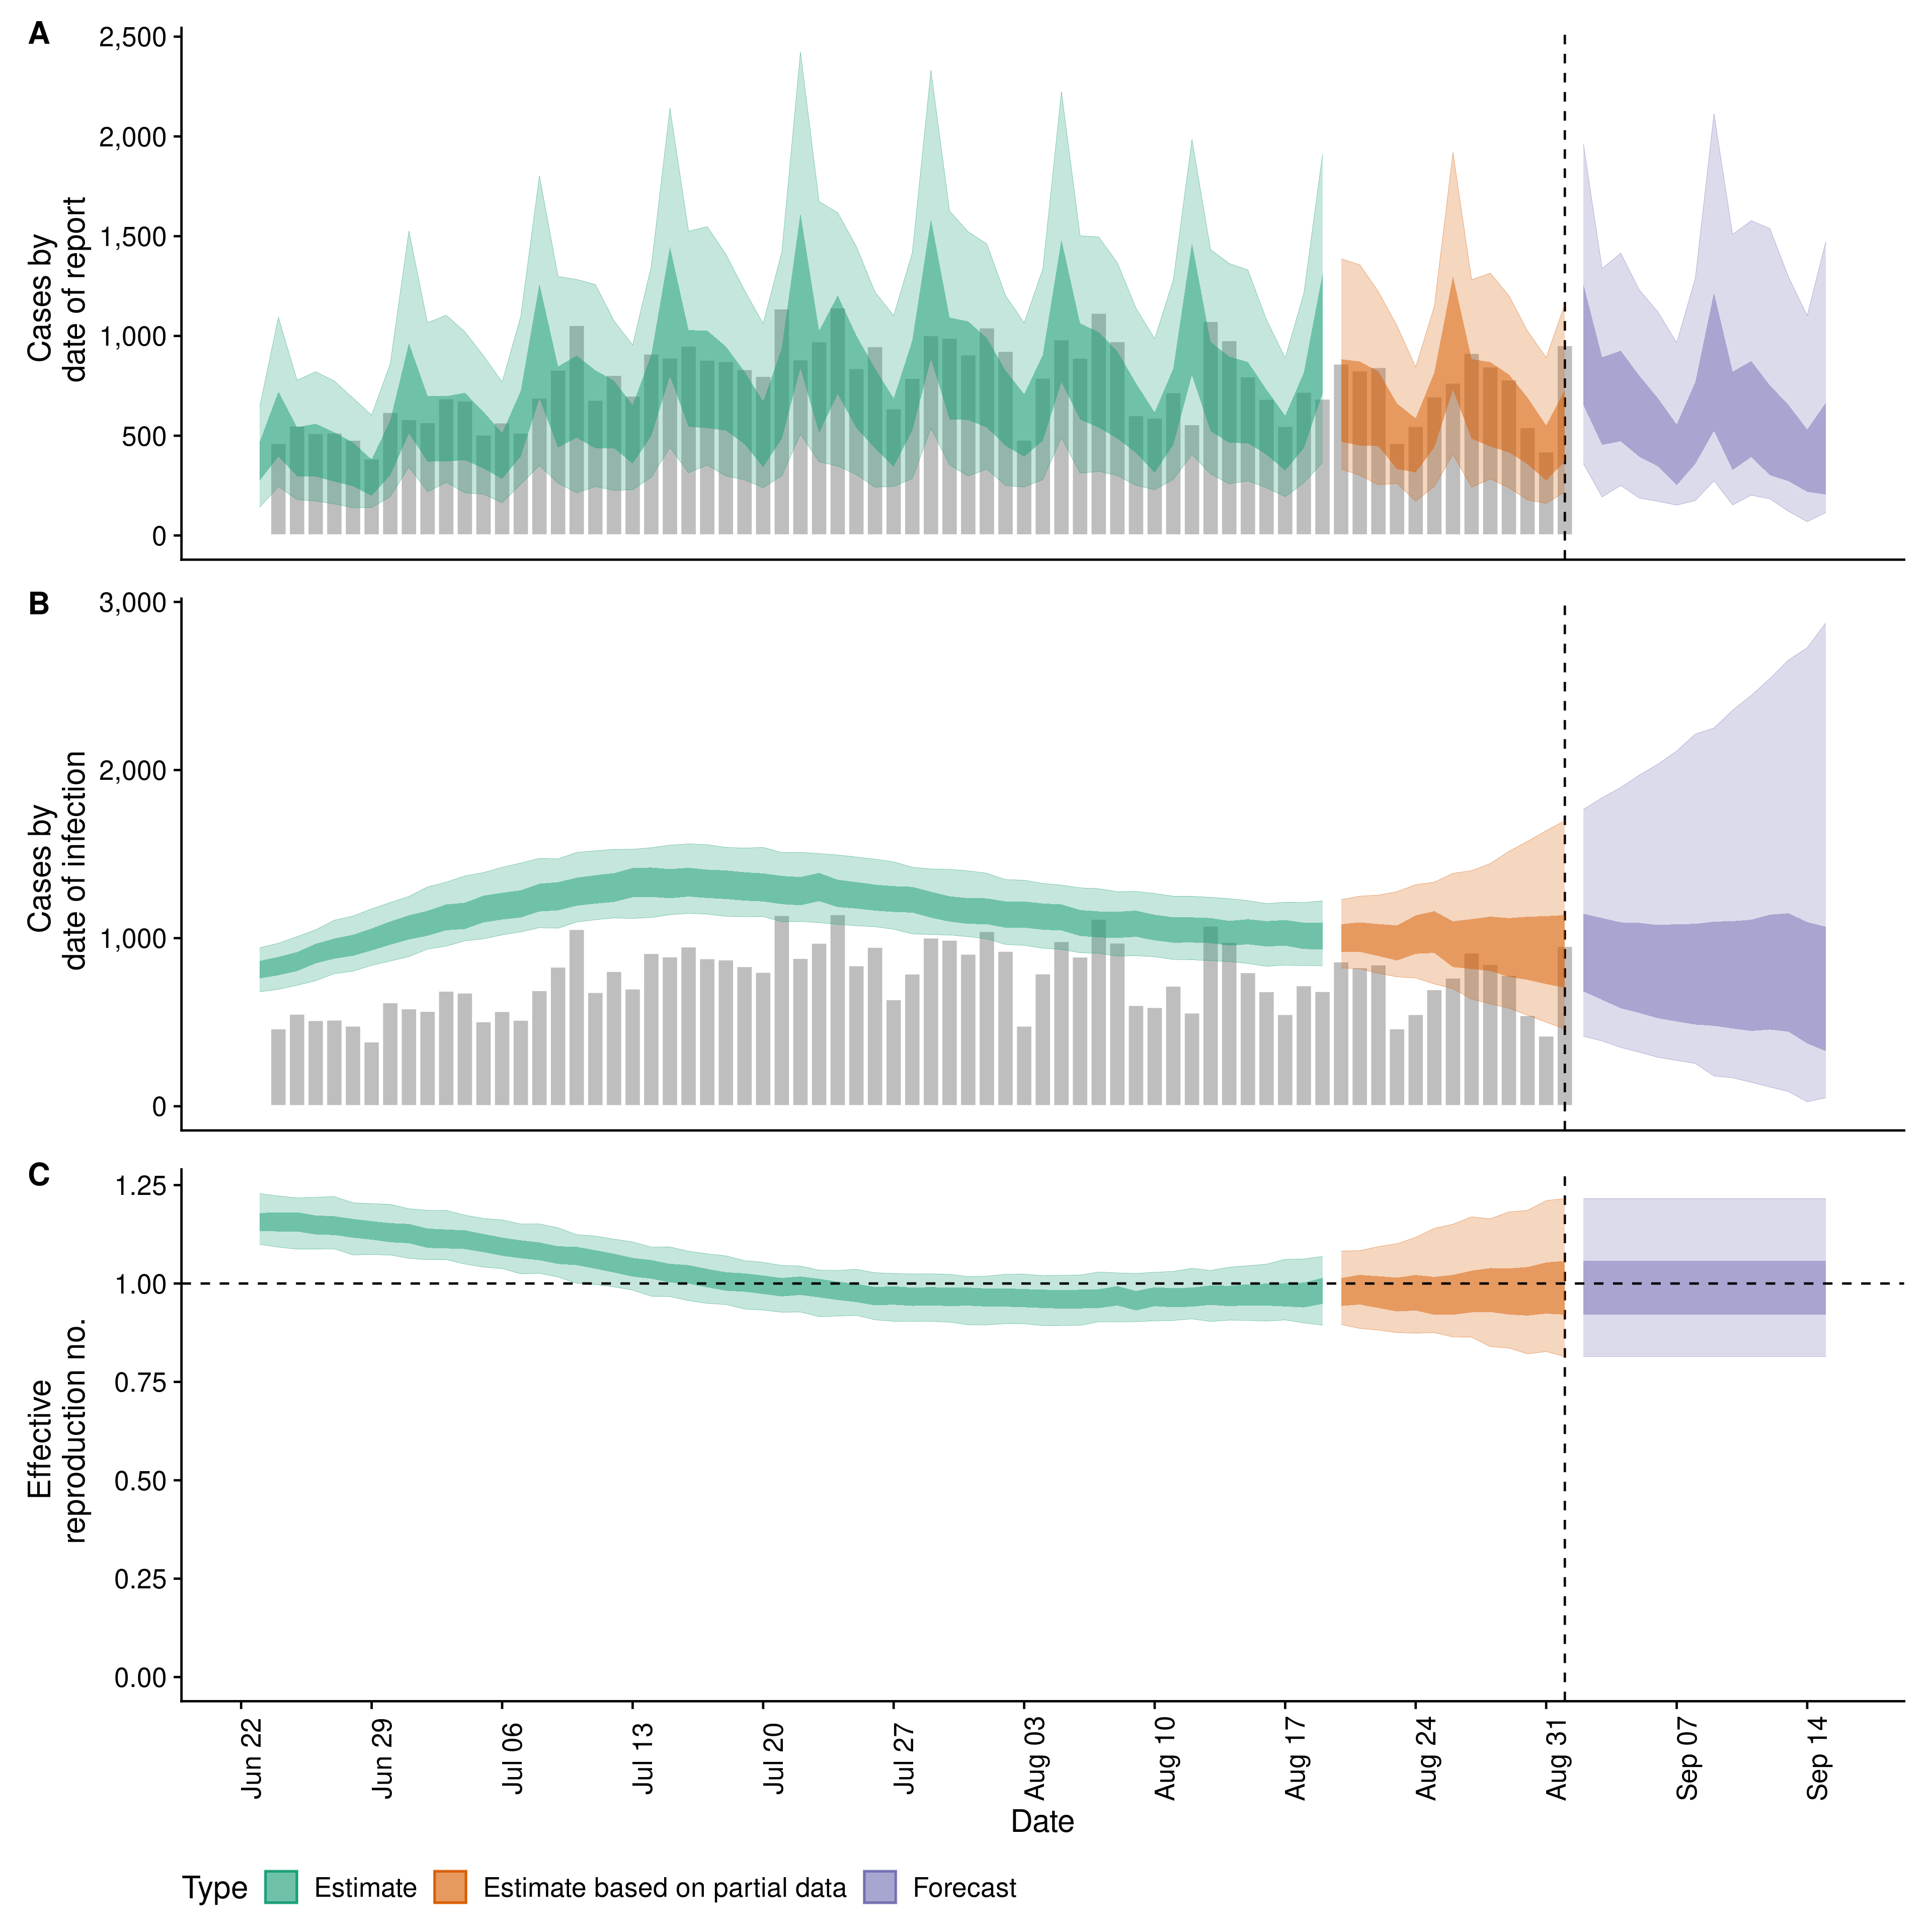 A
2,500
2,000
1,500
1,000
500
0
Cases by
date of report
B
3,000
2,000
1,000
0
Cases by
date of infection
C
1.25
1.00
0.75
0.50
0.25
0.00
Effective
reproduction no.
Jun 22
Jun 29
Jul 06
Jul 13
Jul 20
Jul 27
Aug 03
Aug 10
Aug 17
Aug 24
Aug 31
Sep 07
Sep 14
Date
Type Estimate Estimate based on partial data Forecast